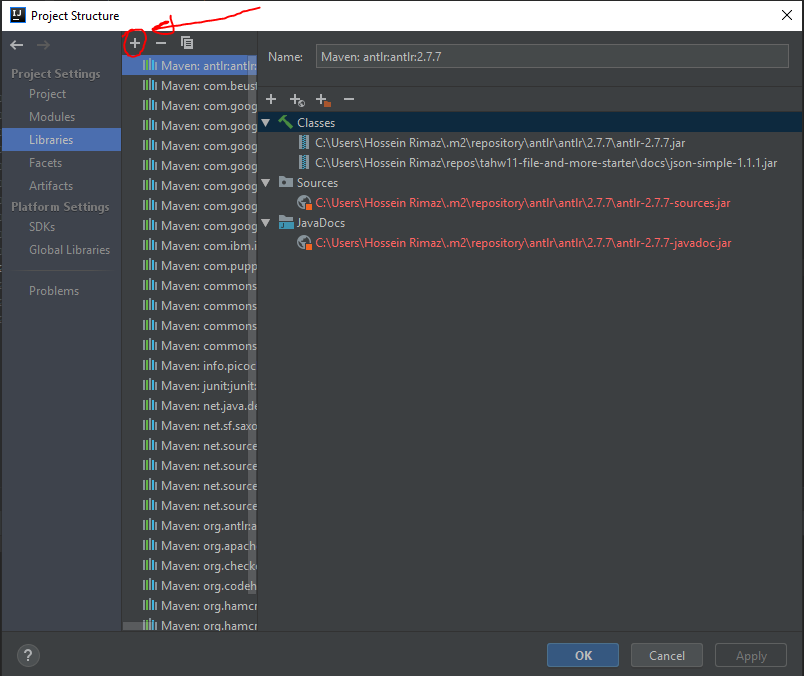 Project Structure
Project Settings
Project
Modules
Libraries
Facets
Artifacts
Platform Settings
SDKs
Global Libraries
Problems
Maven: antlr:antlr:
Maven: com.beust
Maven: com.goog
Maven: com.goog
Maven: com.goog
Maven: com.goog
Maven: com.goog
Maven: com.goog
Maven: com.goog
Maven: com.ibm.i
Maven: com.pupp
Maven: commons
Maven: commons
Maven: commons
Maven: commons
Maven: info.picoc
Maven: junit:junit:
Maven: net.java.de
Maven: net.sf.saxo
Maven: net.source
Maven: net.source
Maven: net.source
Maven: net.source
Maven: org.antlr:a
Maven: org.apach
Maven: org.check
Maven: org.codeh
Maven: org.hamcr
Maven: org.hamcr
Name: Maven: antlr:antlr:2.7.7
Classes
C:\Users\Hossein Rimaz\.m2\repository\antlr\antlr\2.7.7\antlr-2.7.7.jar
C:\Users\Hossein Rimaz\repos\tahw11-file-and-more-starter\docs\json-simple-1.1.1.jar
Sources
C:\Users\Hossein Rimaz\.m2\repository\antlr\antlr\2.7.7\antlr-2.7.7-sources.jar
JavaDocs
C:\Users\Hossein Rimaz\.m2\repository\antlr\antlr\2.7.7\antlr-2.7.7-javadoc.jar
?
OK
Cancel
Apply